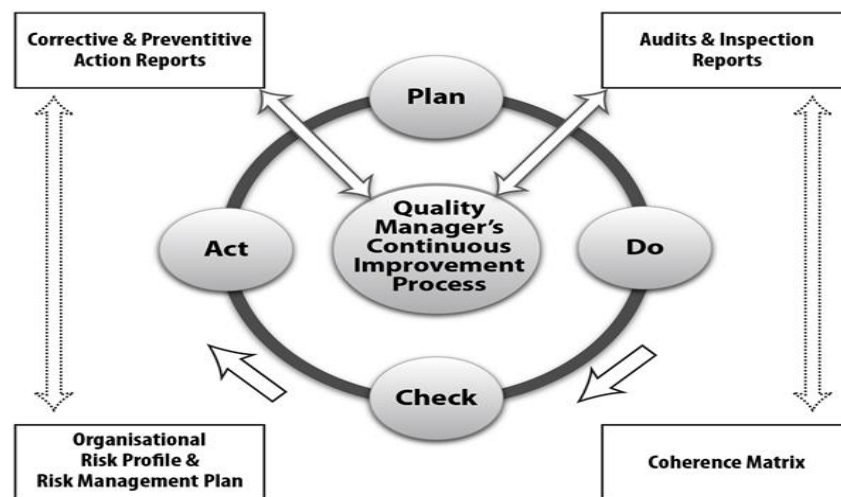 Corrective & Preventitive
Action Reports
Audits & Inspection
Reports
Plan
Quality
Manager's
Continuous
Improvement
Process
Act
Do
Check
Organisational
Risk Profile &
Risk Management Plan
Coherence Matrix